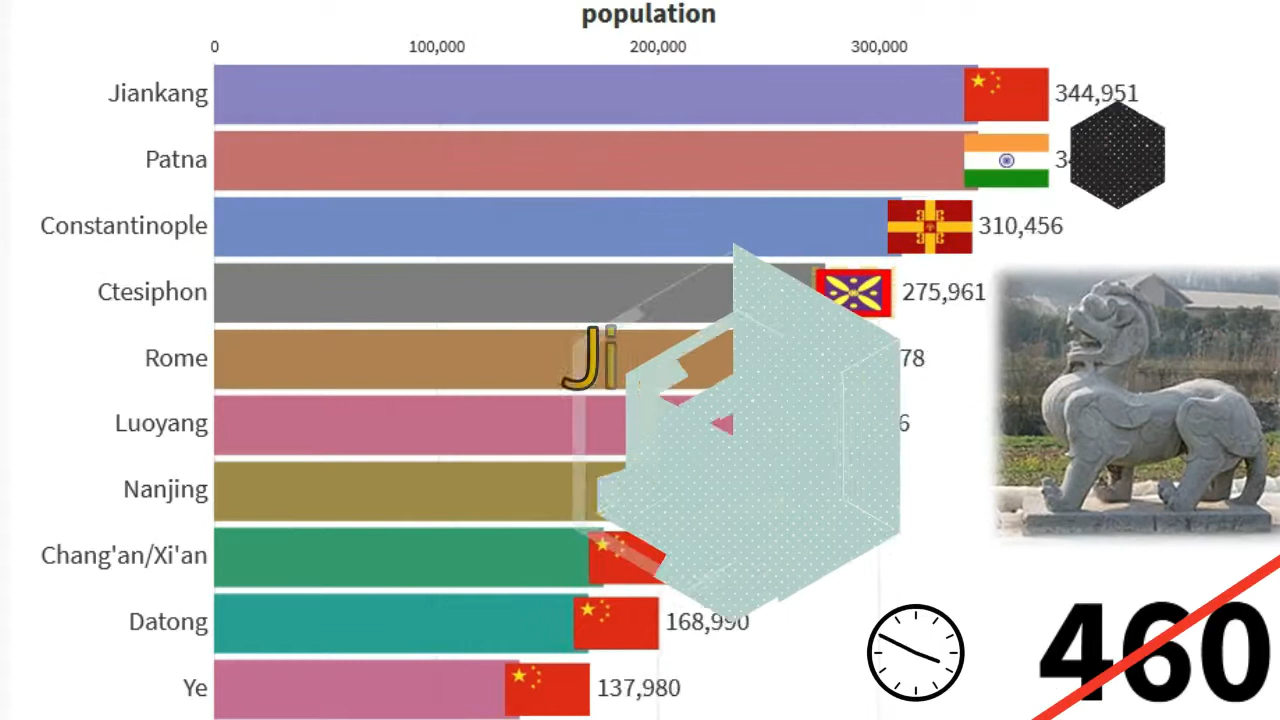 population
0 100,000 200,000 300,000
Jiankang 344,951
Patna 3
Constantinople 310,456
Ctesiphon 275,961
Rome Ji 78
Luoyang 6
Nanjing
Chang'an/Xi'an
Datong 168,990
Ye 137,980
460